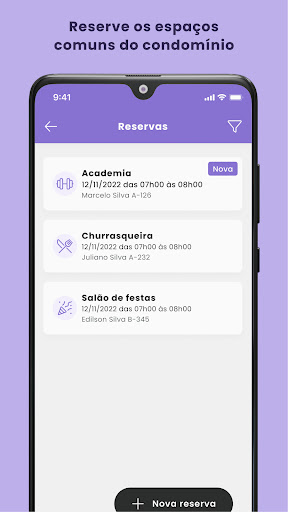 Reserve os espaços
comuns do condomínio
9:41
Reservas
Academia
Nova
12/11/2022 das 07h00 às 08h00
Marcelo Silva A-126
Churrasqueira
12/11/2022 das 07h00 às 08h00
Juliano Silva A-232
Salão de festas
12/11/2022 das 07h00 às 08h00
Edilson Silva B-345
+ Nova reserva